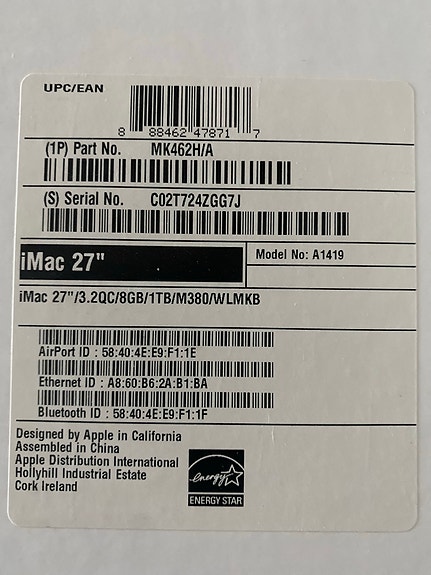 UPC/EAN
8 88462 47871 7
(1P) Part No. MK462H/A
(S) Serial No. C02T724ZGG7J
iMac 27"
Model No: A1419
iMac 27"/3.2QC/8GB/1TB/M380/WLMKB
AirPort ID : 58:40:4E:E9:F1:1E
Ethernet ID : A8:60:B6:2A:B1:BA
Bluetooth ID : 58:40:4E:E9:F1:1F
Designed by Apple in California
Assembled in China
Apple Distribution International
Hollyhill Industrial Estate
Cork Ireland
energy
ENERGY STAR